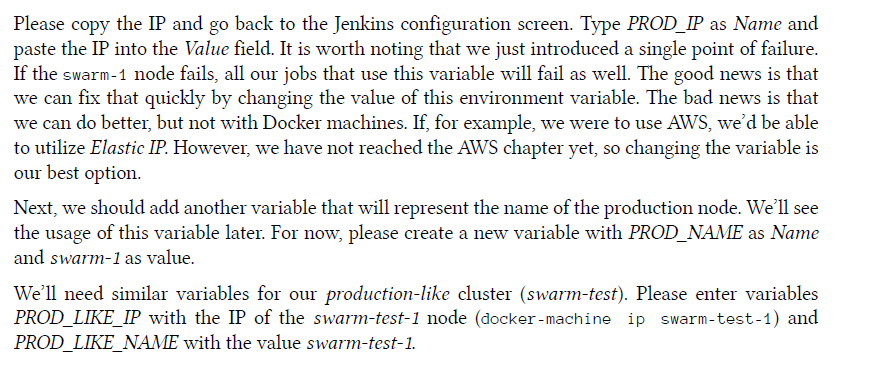 Please copy the IP and go back to the Jenkins configuration screen. Type PROD_IP as Name and
paste the IP into the Value field. It is worth noting that we just introduced a single point of failure.
If the swarm-1 node fails, all our jobs that use this variable will fail as well. The good news is that
we can fix that quickly by changing the value of this environment variable. The bad news is that
we can do better, but not with Docker machines. If, for example, we were to use AWS, we'd be able
to utilize Elastic IP. However, we have not reached the AWS chapter yet, so changing the variable is
our best option.
Next, we should add another variable that will represent the name of the production node. We'll see
the usage of this variable later. For now, please create a new variable with PROD_NAME as Name
and swarm-1 as value.
We'll need similar variables for our production-like cluster (swarm-test). Please enter variables
PROD_LIKE_IP with the IP of the swarm-test-1 node (docker-machine ip swarm-test-1) and
PROD_LIKE_NAME with the value swarm-test-1.